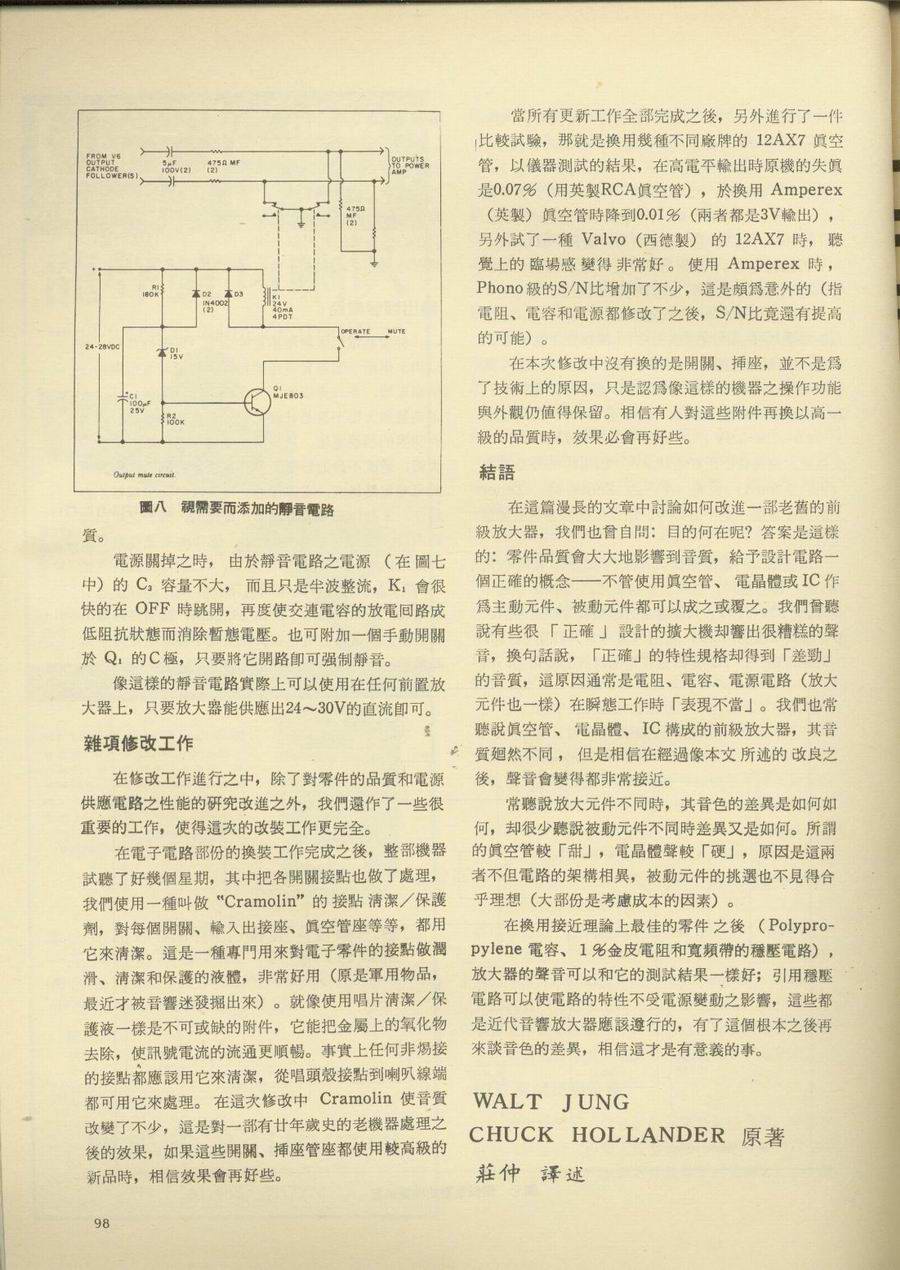 FROM V6
OUTPUT
CATHODE
FOLLOWER(S)
5µF
100V(2)
475Ω MF
(2)
OUTPUTS
TO POWER
AMP
475Ω
MF
(2)
R1
180K
D2
D3
IN4002
(2)
K1
24V
40mA
4PDT
OPERATE
MUTE
24-28VDC
D1
15V
C1
100µF
25V
Q1
MJE803
R2
100K
Output mute circuit.
圖八 視需要而添加的靜音電路
質。
電源關掉之時, 由於靜音電路之電源 (在圖七
中) 的 C₃ 容量不大, 而且只是半波整流, K₁ 會很
快的在 OFF 時跳開, 再度使交連電容的放電回路成
低阻抗狀態而消除暫態電壓。也可附加一個手動開關
於 Q₁ 的C極, 只要將它開路卽可强制靜音。
像這樣的靜音電路實際上可以使用在任何前置放
大器上, 只要放大器能供應出24~30V的直流卽可。
雜項修改工作
在修改工作進行之中, 除了對零件的品質和電源
供應電路之性能的研究改進之外, 我們還作了一些很
重要的工作, 使得這次的改裝工作更完全。
在電子電路部份的換裝工作完成之後, 整部機器
試聽了好幾個星期, 其中把各開關接點也做了處理,
我們使用一種叫做 "Cramolin" 的 接點 淸潔/保護
劑, 對每個開關、輸入出接座、眞空管座等等, 都用
它來淸潔。這是一種專門用來對電子零件的接點做潤
滑、淸潔和保護的液體, 非常好用 (原是軍用物品,
最近才被音響迷發掘出來) 。就像使用唱片淸潔/保
護液一樣是不可或缺的附件, 它能把金屬上的氧化物
去除, 使訊號電流的流通更順暢。事實上任何非焬接
的接點都應該用它來淸潔, 從唱頭殼接點到喇叭線端
都可用它來處理。 在這次修改中 Cramolin 使音質
改變了不少, 這是對一部有廿年歲史的老機器處理之
後的效果, 如果這些開關、挿座管座都使用較高級的
新品時, 相信效果會再好些。
98
當所有更新工作全部完成之後, 另外進行了一件
比較試驗, 那就是換用幾種不同廠牌的 12AX7 眞空
管, 以儀器測試的結果, 在高電平輸出時原機的失眞
是0.07% (用英製RCA眞空管) , 於換用 Amperex
(英製) 眞空管時降到0.01% (兩者都是3V輸出) ,
另外試了一種 Valvo (西德製) 的 12AX7 時, 聽
覺上的 臨場感 變得 非常好 。 使用 Amperex 時 ,
Phono 級的S/N比增加了不少, 這是頗爲意外的 (指
電阻、電容和電源都修改了之後, S/N比竟還有提高
的可能) 。
在本次修改中沒有換的是開關、挿座, 並不是爲
了技術上的原因, 只是認爲像這樣的機器之操作功能
與外觀仍值得保留。相信有人對這些附件再換以高一
級的品質時, 效果必會再好些。
結語
在這篇漫長的文章中討論如何改進一部老舊的前
級放大器, 我們也曾自問: 目的何在呢? 答案是這樣
的: 零件品質會大大地影響到音質, 給予設計電路一
個正確的概念——不管使用眞空管、 電晶體或 IC 作
爲主動元件、被動元件都可以成之或覆之。我們曾聽
說有些很 「 正確 」 設計的擴大機却響出很糟糕的聲
音, 換句話說, 「正確」的特性規格却得到「差勁」
的音質, 這原因通常是電阻、電容、電源電路 (放大
元件也一樣) 在瞬態工作時「表現不當」。我們也常
聽說眞空管、 電晶體、 IC 構成的前級放大器, 其音
質廻然不同 , 但是相信在經過像本文 所述的 改良之
後, 聲音會變得都非常接近。
常聽說放大元件不同時, 其音色的差異是如何如
何, 却很少聽說被動元件不同時差異又是如何。所謂
的眞空管較「甜」, 電晶體聲較「硬」, 原因是這兩
者不但電路的架構相異, 被動元件的挑選也不見得合
乎理想 (大部份是考慮成本的因素) 。
在換用接近理論上最佳的零件 之後 (Polypro-
pylene 電容、 1%金皮電阻和寬頻帶的穩壓電路) ,
放大器的聲音可以和它的測試結果一樣好; 引用穩壓
電路可以使電路的特性不受電源變動之影響, 這些都
是近代音響放大器應該遵行的, 有了這個根本之後再
來談音色的差異, 相信這才是有意義的事。
WALT JUNG
CHUCK HOLLANDER 原著
莊仲 譯述